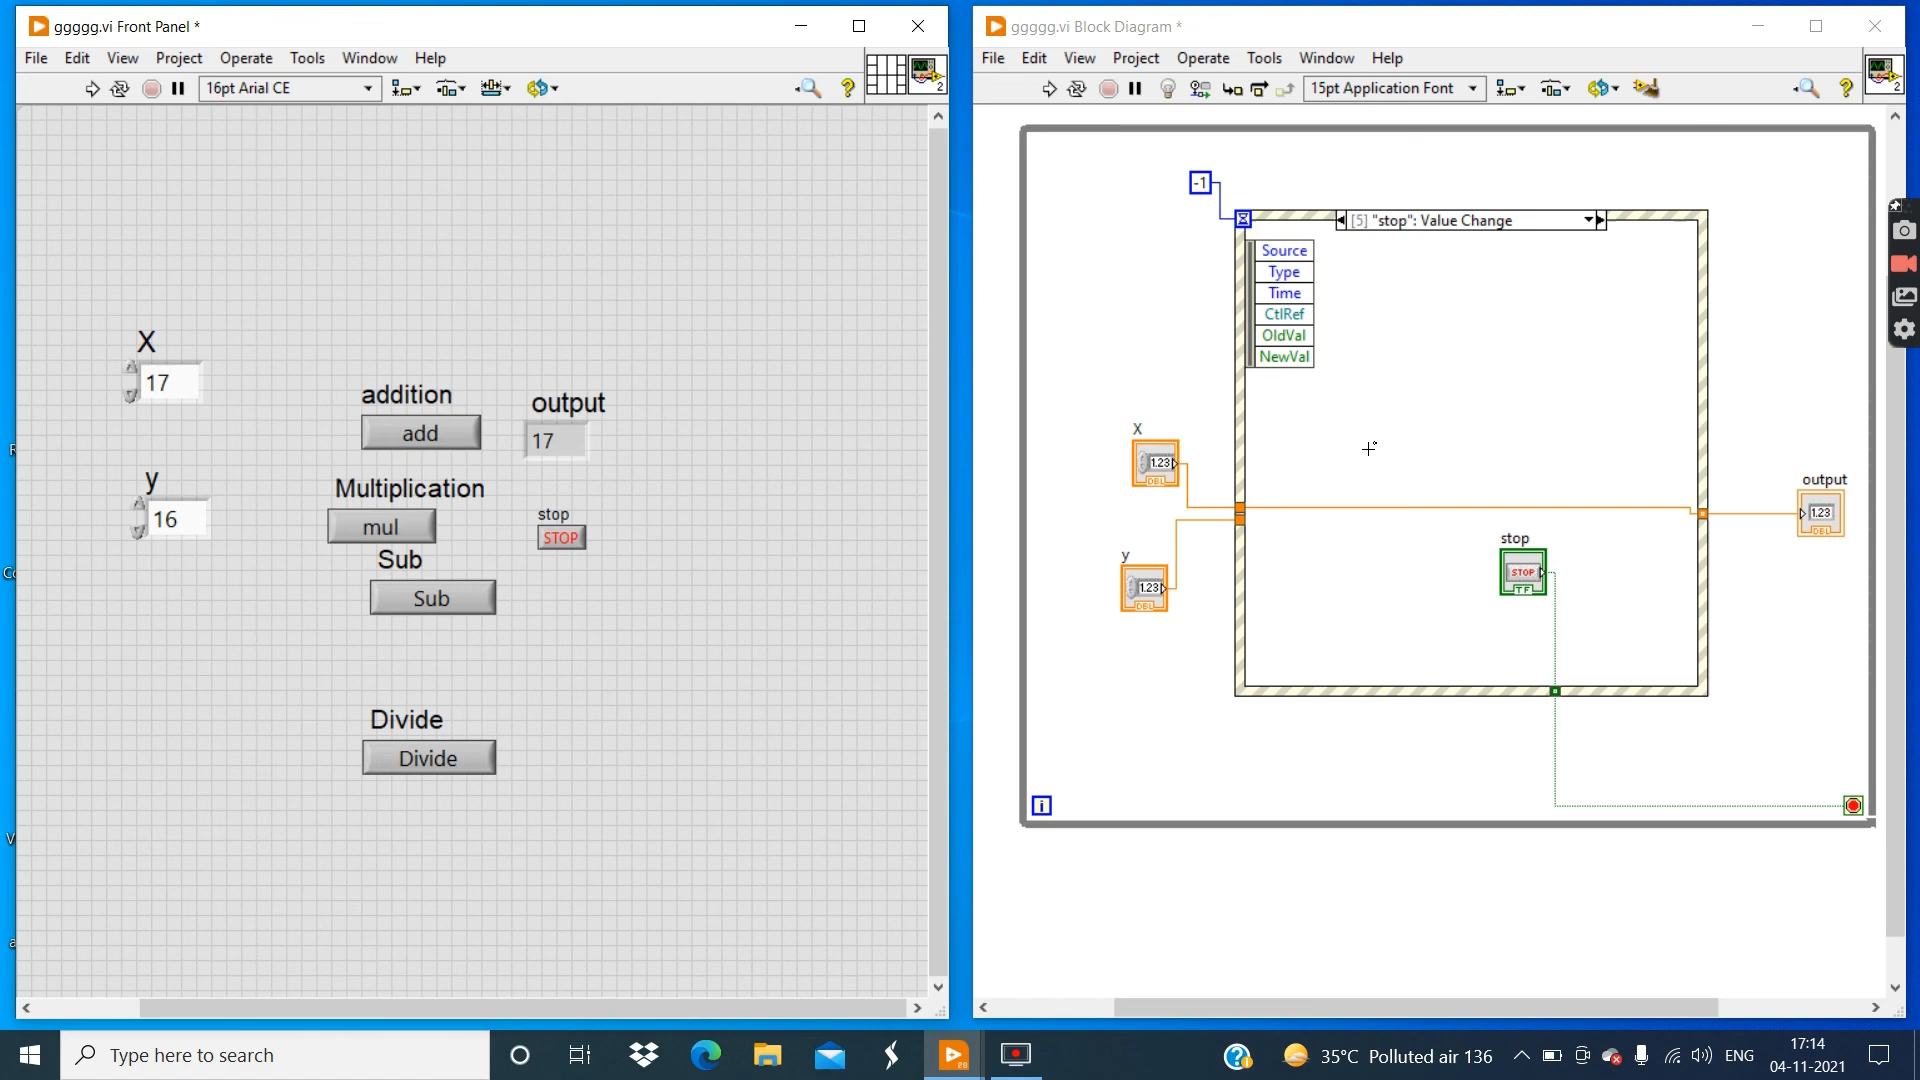 ggggg.vi Front Panel *
File Edit View Project Operate Tools Window Help
16pt Arial CE
2
X
17
addition
add
output
17
y
16
Multiplication
mul
stop
STOP
Sub
Sub
Divide
Divide
ggggg.vi Block Diagram *
File Edit View Project Operate Tools Window Help
15pt Application Font
2
-1
[5] "stop": Value Change
Source
Type
Time
CtlRef
OldVal
NewVal
X
1.23
DBL
output
1.23
DBL
stop
STOP
TF
y
1.23
DBL
i
Type here to search
35°C Polluted air 136
ENG
17:14
04-11-2021